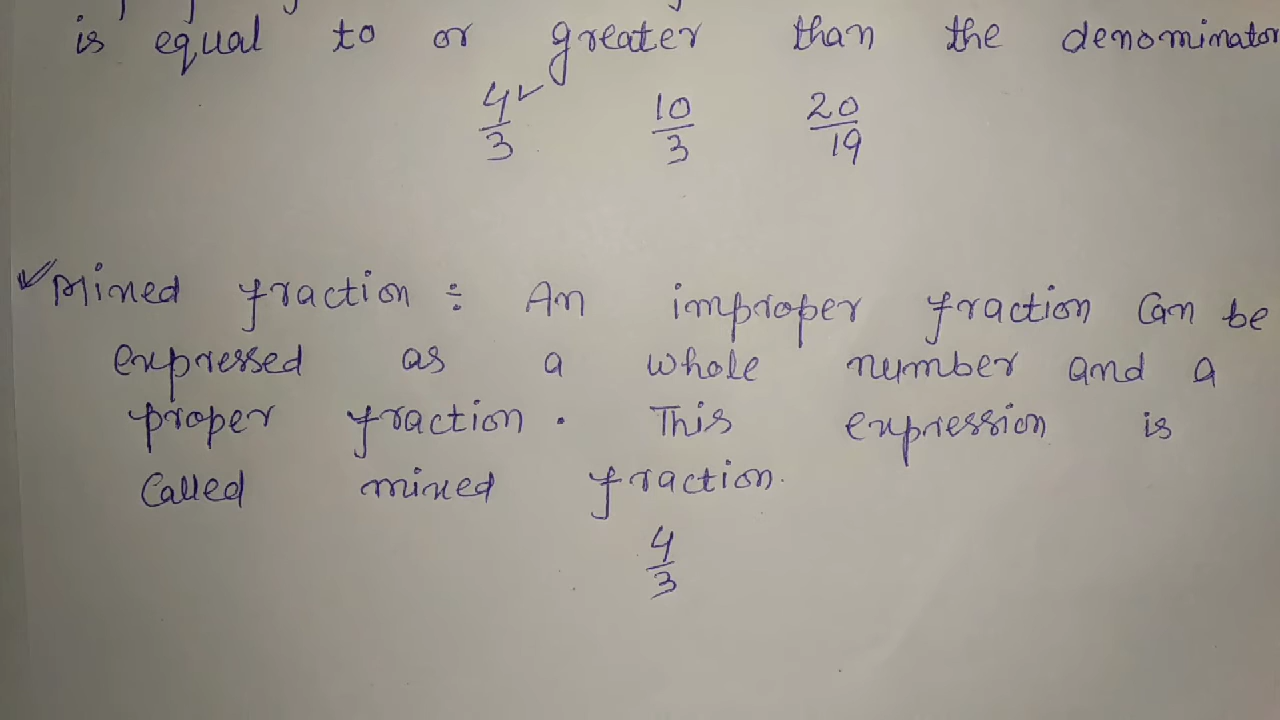 is equal to or greater than the denominator
4/3 10/3 20/19
Mixed fraction : An improper fraction can be
expressed as a whole number and a
proper fraction. This expression is
called mixed fraction.
4/3